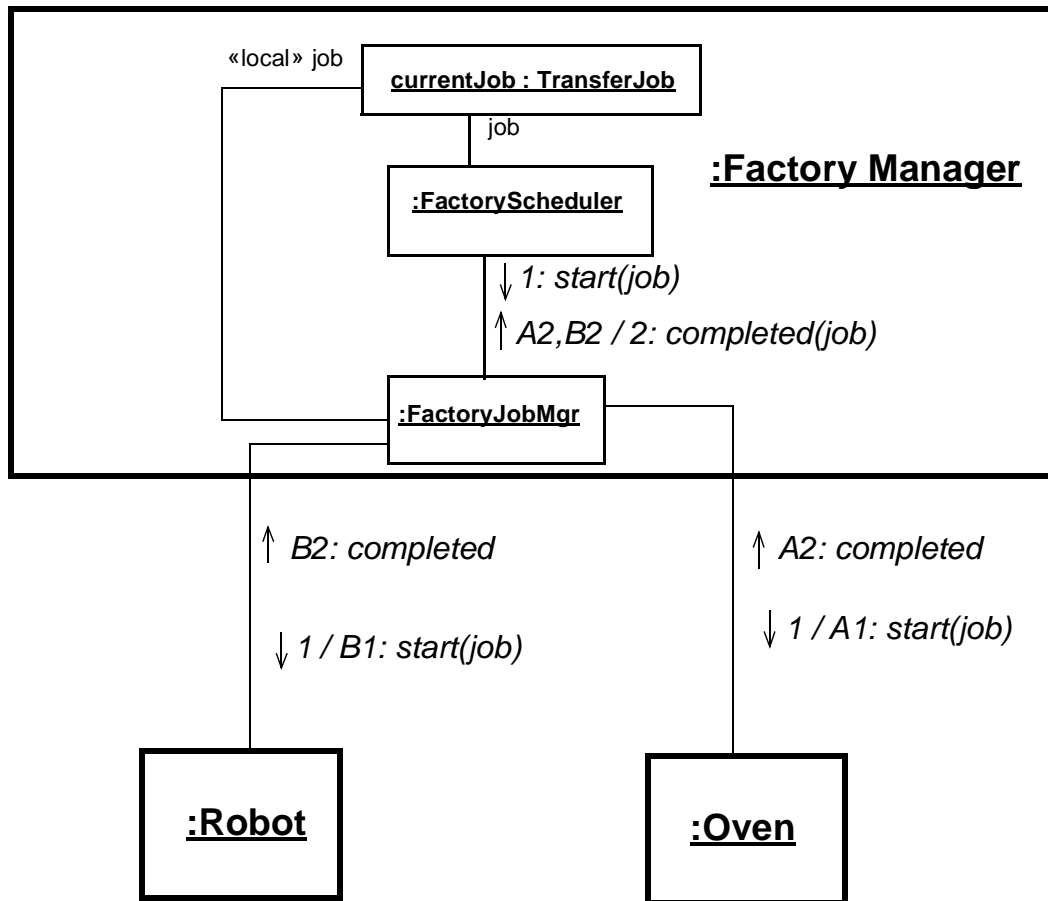 «local» job
currentJob : TransferJob
job
:Factory Manager
:FactoryScheduler
1: start(job)
A2,B2 / 2: completed(job)
:FactoryJobMgr
B2: completed
A2: completed
1 / B1: start(job)
1 / A1: start(job)
:Robot
:Oven